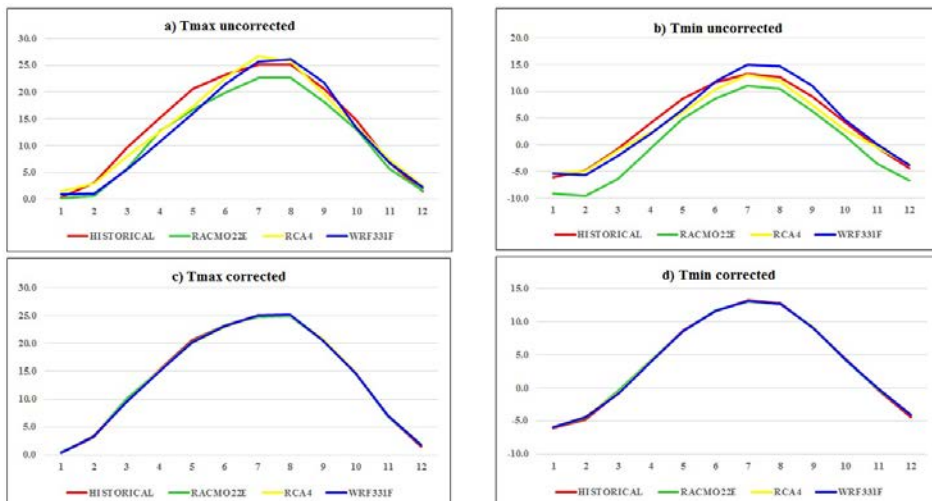 a) Tmax uncorrected
30.0
25.0
20.0
15.0
10.0
5.0
0.0
1 2 3 4 5 6 7 8 9 10 11 12
HISTORICAL RACMO22E RCA4 WRF331F
b) Tmin uncorrected
20.0
15.0
10.0
5.0
0.0
-5.0
-10.0
1 2 3 4 5 6 7 8 9 10 11 12
HISTORICAL RACMO22E RCA4 WRF331F
c) Tmax corrected
30.0
25.0
20.0
15.0
10.0
5.0
0.0
1 2 3 4 5 6 7 8 9 10 11 12
HISTORICAL RACMO22E RCA4 WRF331F
d) Tmin corrected
15.0
10.0
5.0
0.0
-5.0
-10.0
1 2 3 4 5 6 7 8 9 10 11 12
HISTORICAL RACMO22E RCA4 WRF331F